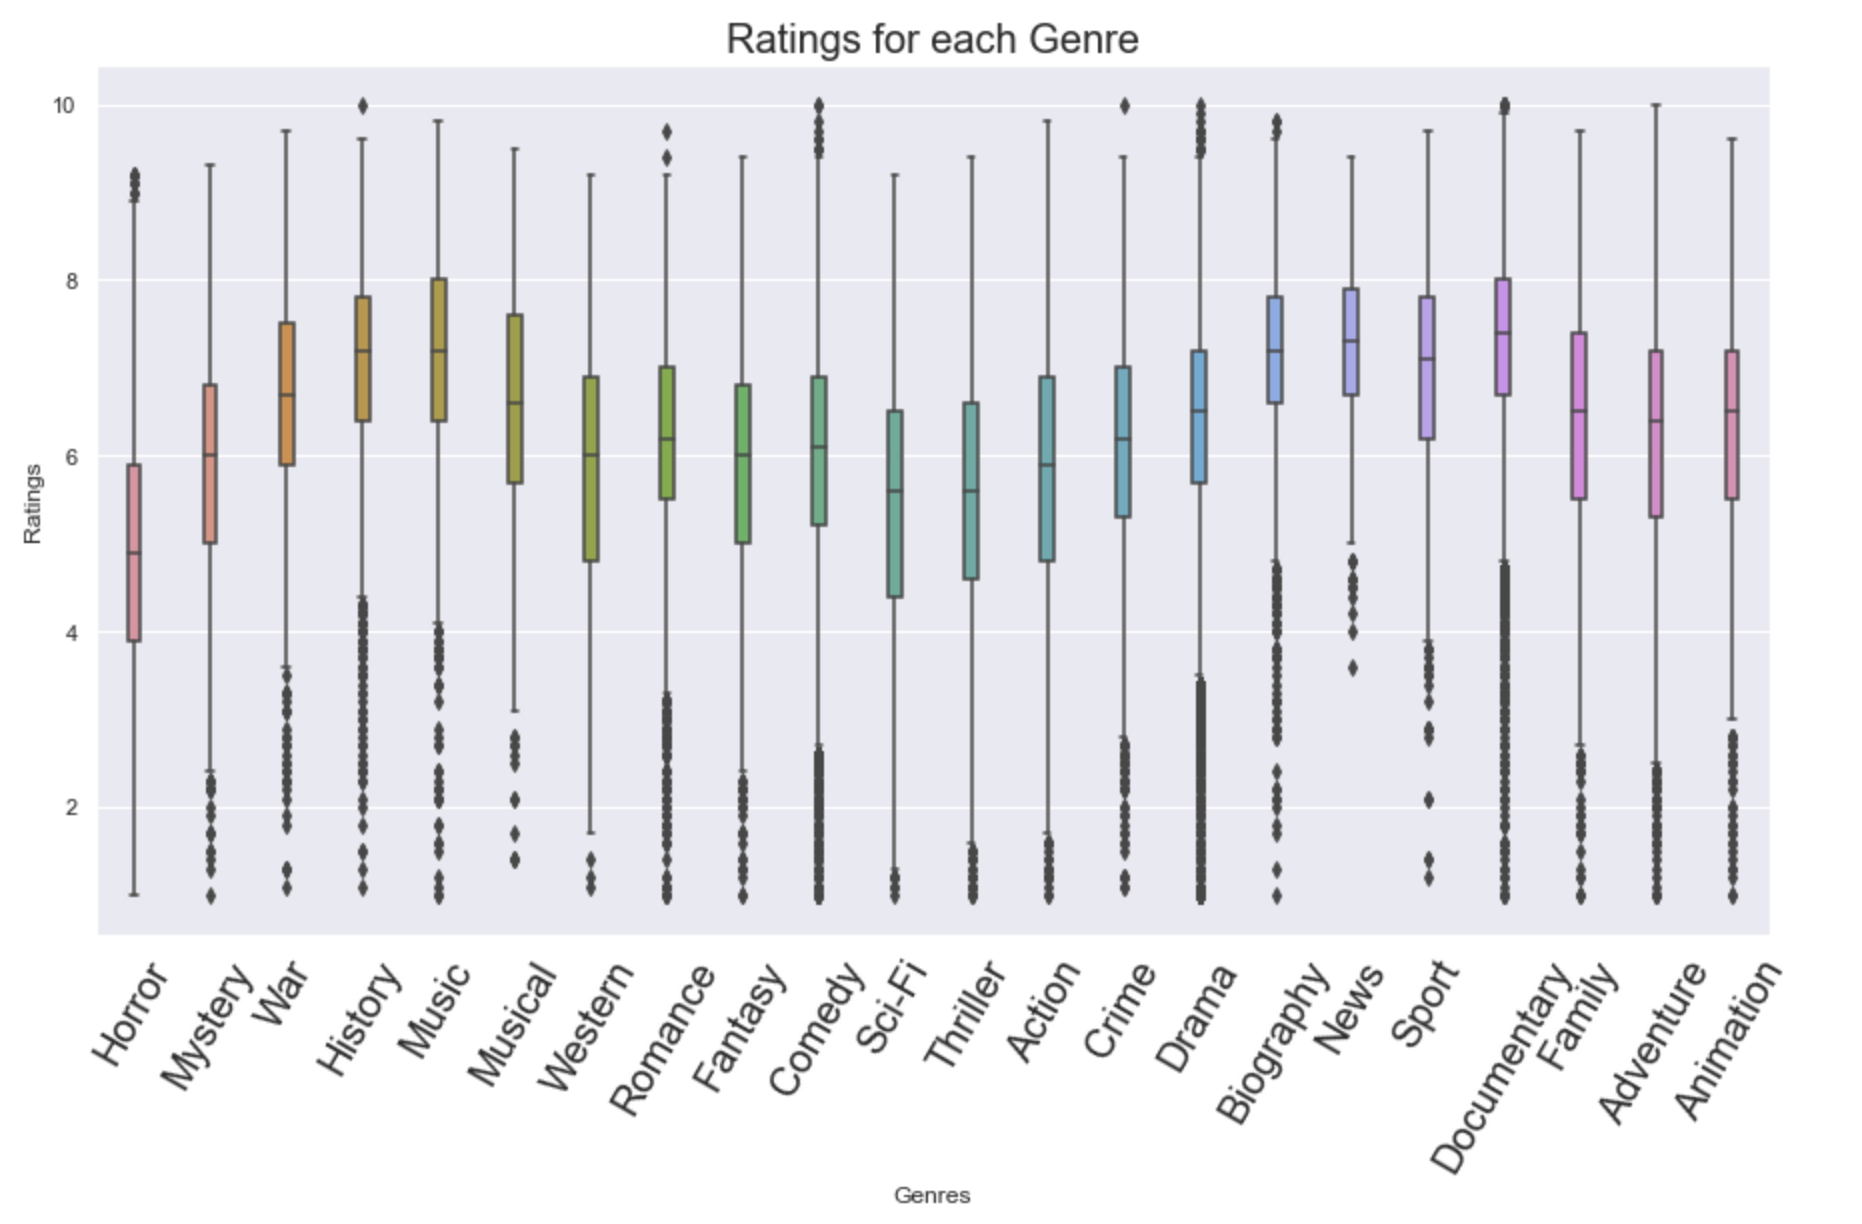 Ratings for each Genre
10
8
6
4
2
Ratings
Horror
Mystery
War
History
Music
Musical
Western
Romance
Fantasy
Comedy
Sci-Fi
Thriller
Action
Crime
Drama
Biography
News
Sport
Documentary
Family
Adventure
Animation
Genres